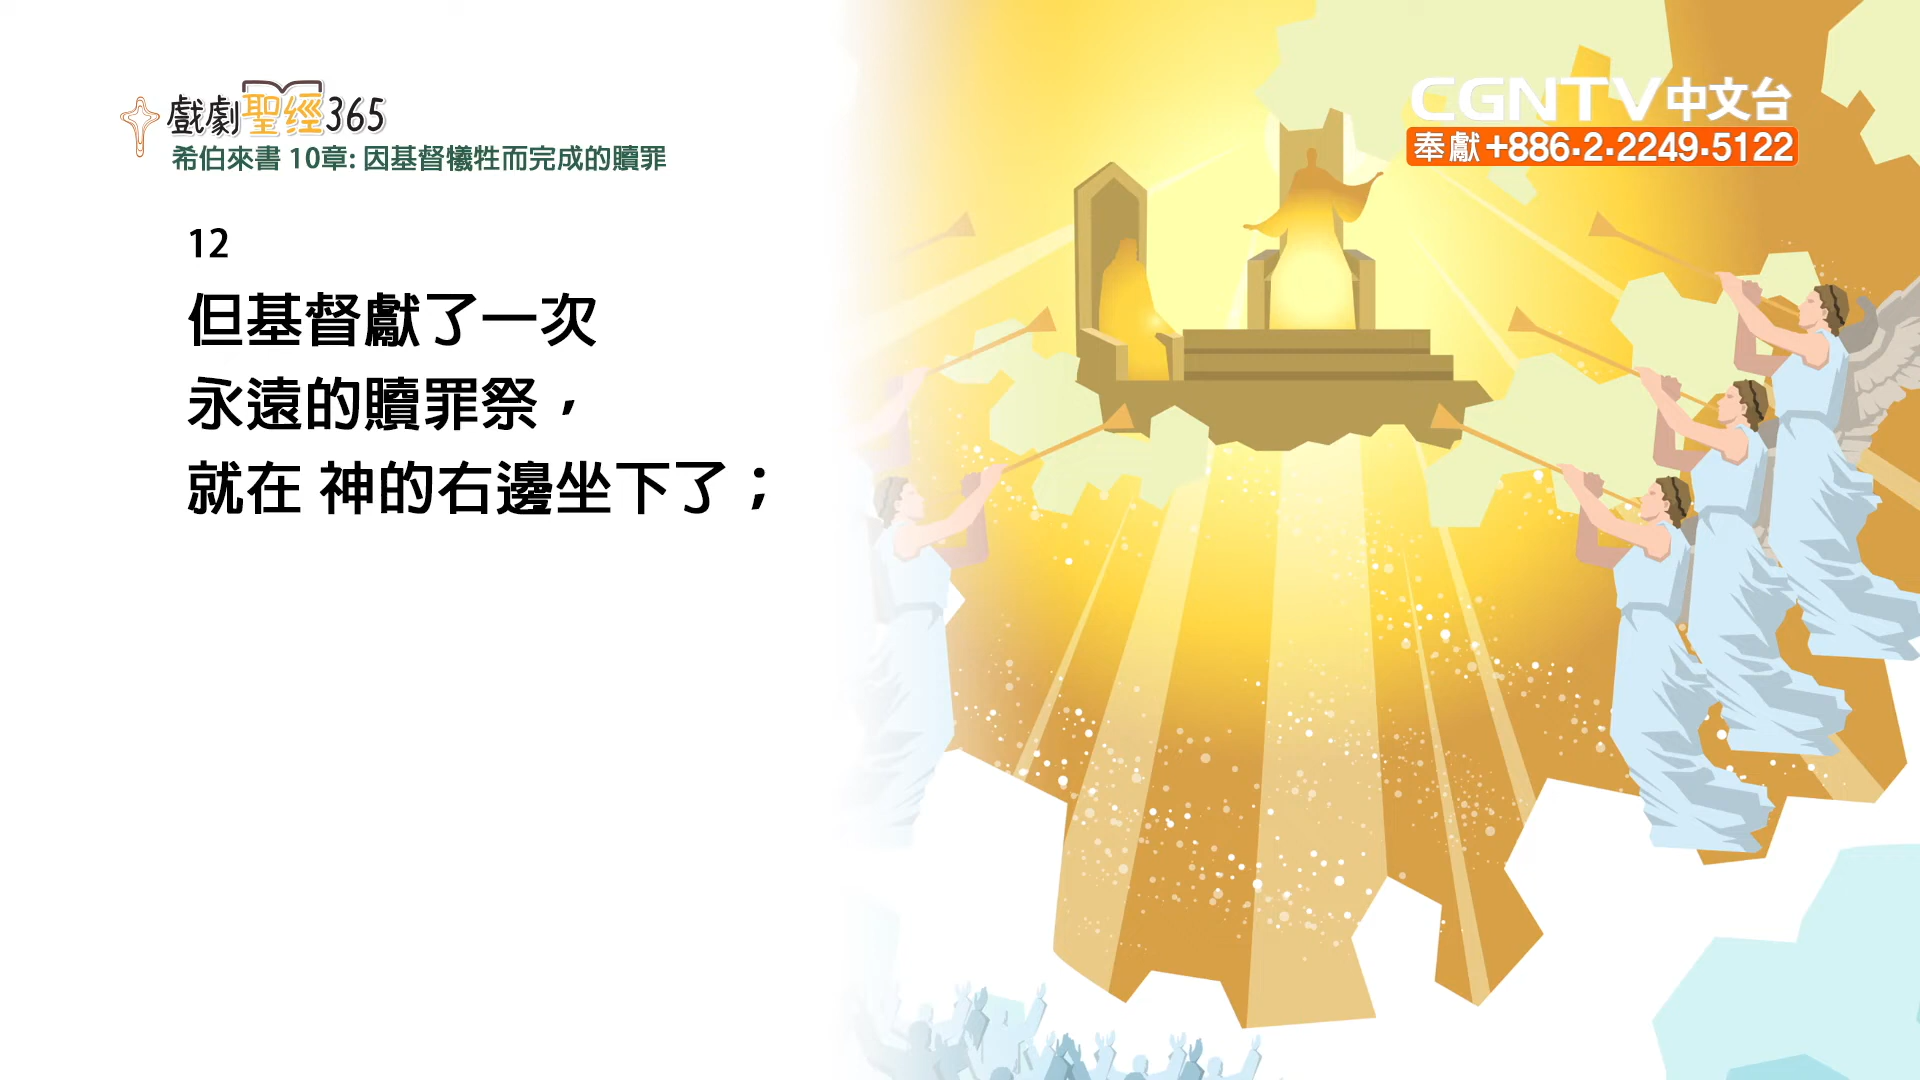 戲劇聖經365
希伯來書 10章: 因基督犧牲而完成的贖罪
CGNTV中文台
奉獻 +886·2·2249·5122
12
但基督獻了一次
永遠的贖罪祭，
就在 神的右邊坐下了；